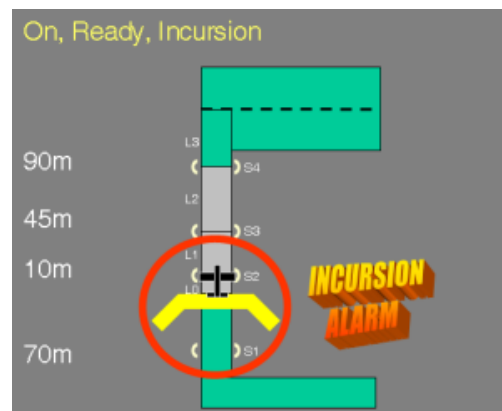 On, Ready, Incursion
L3
90m
S4
L2
45m
S3
L1
10m
S2
L0
INCURSION
ALARM
70m
S1